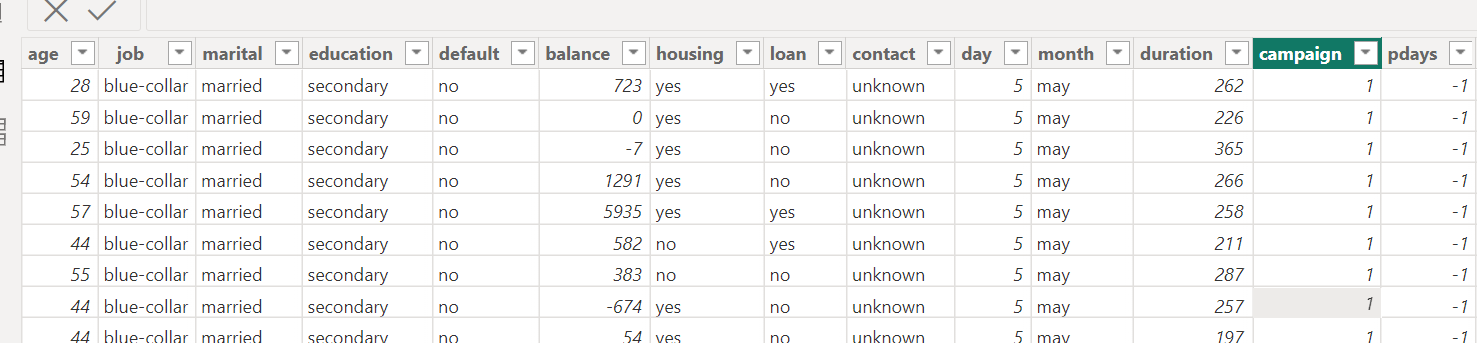 age job marital education default balance housing loan contact day month duration campaign pdays
28 blue-collar married secondary no 723 yes yes unknown 5 may 262 1 -1
59 blue-collar married secondary no 0 yes no unknown 5 may 226 1 -1
25 blue-collar married secondary no -7 yes no unknown 5 may 365 1 -1
54 blue-collar married secondary no 1291 yes no unknown 5 may 266 1 -1
57 blue-collar married secondary no 5935 yes yes unknown 5 may 258 1 -1
44 blue-collar married secondary no 582 no yes unknown 5 may 211 1 -1
55 blue-collar married secondary no 383 no no unknown 5 may 287 1 -1
44 blue-collar married secondary no -674 yes no unknown 5 may 257 1 -1
44 blue-collar married secondary no 54 yes no unknown 5 may 197 1 -1